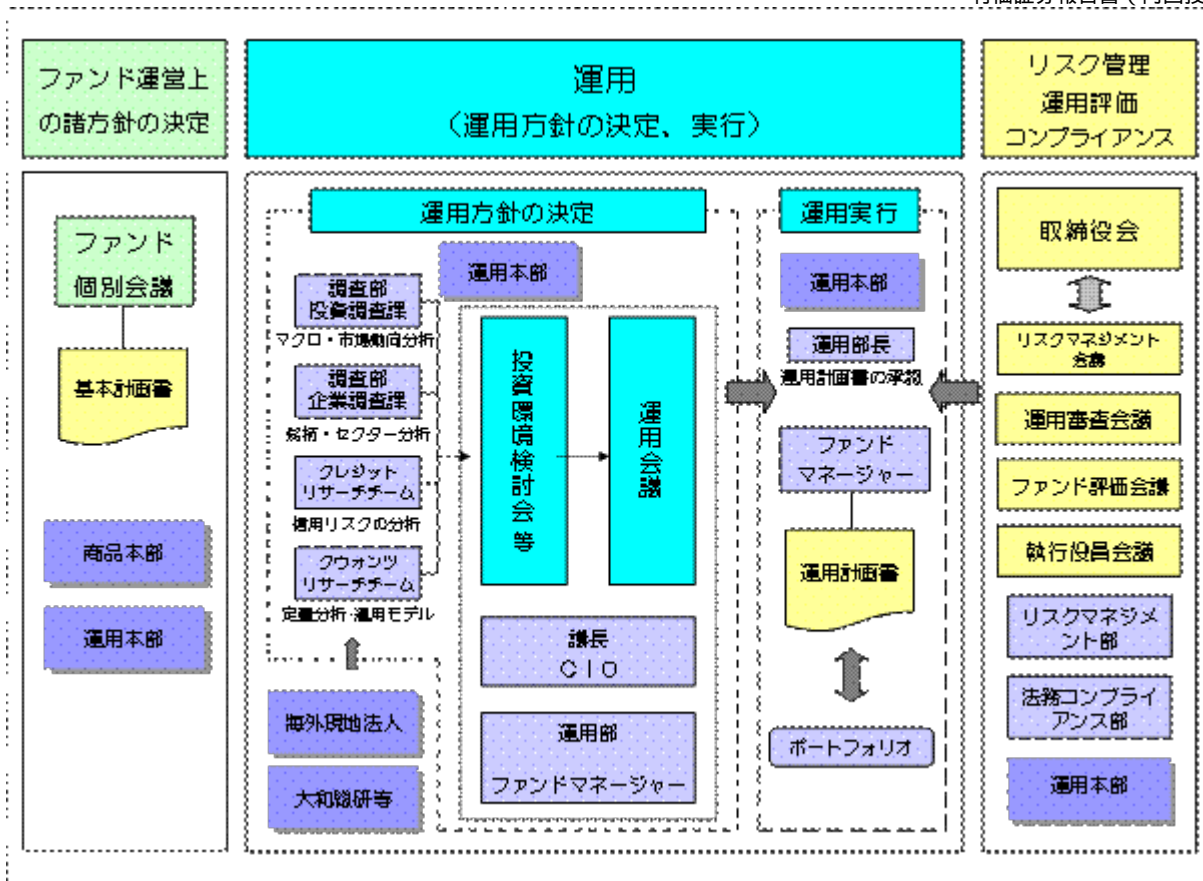 ファンド運営上
の諸方針の決定
運用
（運用方針の決定、実行）
リスク管理
運用評価
コンプライアンス
ファンド
個別会議
基本計画書
商品本部
運用本部
運用方針の決定
運用本部
調査部
投資調査課
マクロ・市場動向分析
調査部
企業調査課
銘柄・セクター分析
クレジット
リサーチチーム
信用リスクの分析
クウォンツ
リサーチチーム
定量分析・運用モデル
海外現地法人
大和総研等
投資環境検討会等
運用会議
議長
ＣＩＯ
運用部
ファンドマネージャー
運用実行
運用本部
運用部長
運用計画書の承認
ファンド
マネージャー
運用計画書
ポートフォリオ
取締役会
リスクマネジメント
会議
運用審査会議
ファンド評価会議
執行役員会議
リスクマネジメ
ント部
法務コンプライ
アンス部
運用本部